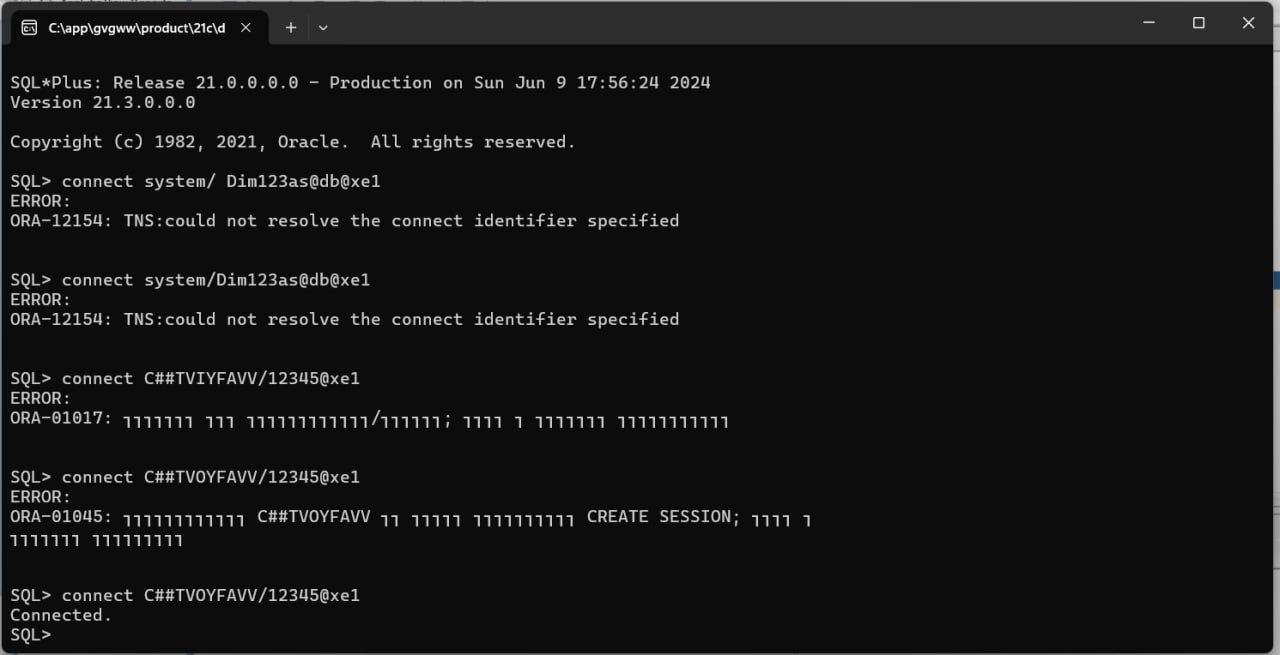 C:\app\gvgww\product\21c\d
SQL*Plus: Release 21.0.0.0.0 - Production on Sun Jun 9 17:56:24 2024
Version 21.3.0.0.0
Copyright (c) 1982, 2021, Oracle.  All rights reserved.
SQL> connect system/ Dim123as@db@xe1
ERROR:
ORA-12154: TNS:could not resolve the connect identifier specified
SQL> connect system/Dim123as@db@xe1
ERROR:
ORA-12154: TNS:could not resolve the connect identifier specified
SQL> connect C##TVIYFAVV/12345@xe1
ERROR:
ORA-01017:
SQL> connect C##TVOYFAVV/12345@xe1
ERROR:
ORA-01045: C##TVOYFAVV CREATE SESSION;
SQL> connect C##TVOYFAVV/12345@xe1
Connected.
SQL>